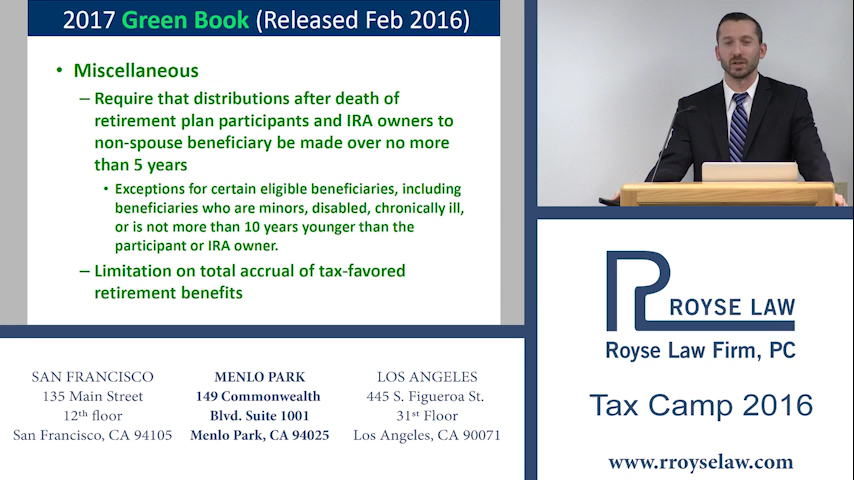 2017 Green Book (Released Feb 2016)
• Miscellaneous
– Require that distributions after death of
retirement plan participants and IRA owners to
non-spouse beneficiary be made over no more
than 5 years
• Exceptions for certain eligible beneficiaries, including
beneficiaries who are minors, disabled, chronically ill,
or is not more than 10 years younger than the
participant or IRA owner.
– Limitation on total accrual of tax-favored
retirement benefits
SAN FRANCISCO
135 Main Street
12th floor
San Francisco, CA 94105
MENLO PARK
149 Commonwealth
Blvd. Suite 1001
Menlo Park, CA 94025
LOS ANGELES
445 S. Figueroa St.
31st Floor
Los Angeles, CA 90071
ROYSE LAW
Royse Law Firm, PC
Tax Camp 2016
www.rroyselaw.com